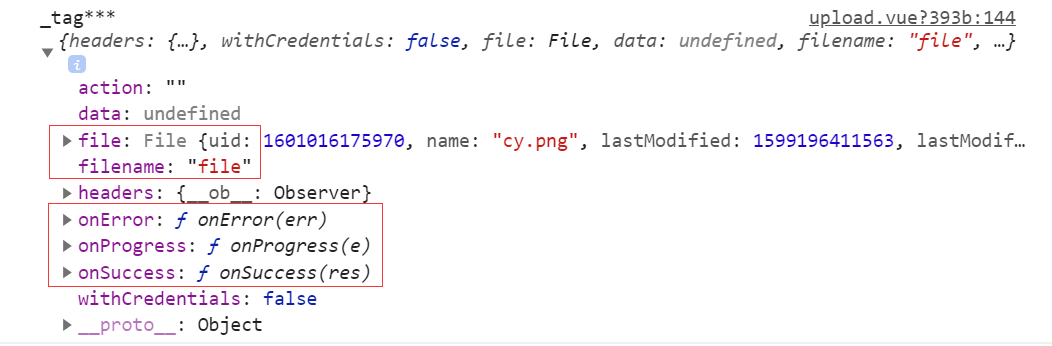 _tag*** upload.vue?393b:144
{headers: {…}, withCredentials: false, file: File, data: undefined, filename: "file", …}
i
action: ""
data: undefined
file: File {uid: 1601016175970, name: "cy.png", lastModified: 1599196411563, lastModif…
filename: "file"
headers: {__ob__: Observer}
onError: ƒ onError(err)
onProgress: ƒ onProgress(e)
onSuccess: ƒ onSuccess(res)
withCredentials: false
__proto__: Object